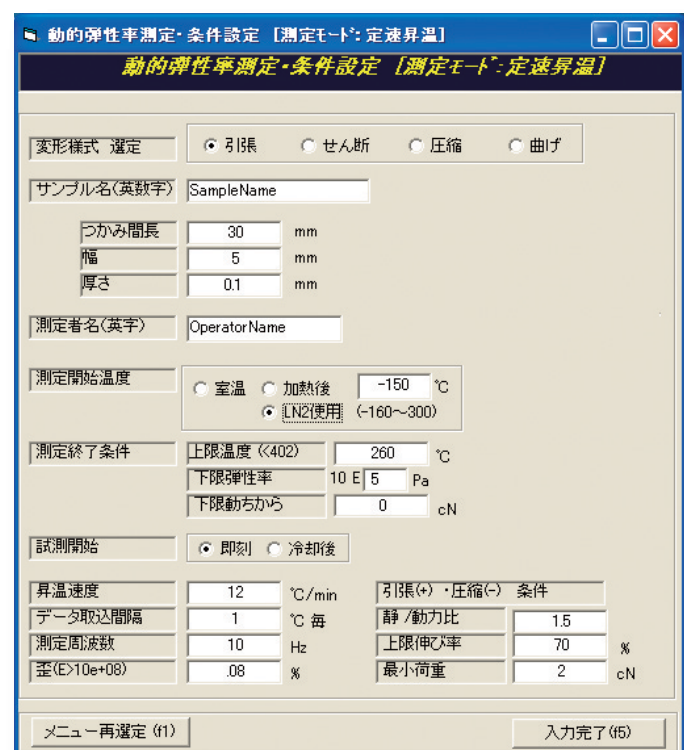 動的弾性率測定・条件設定 [測定ﾓｰﾄﾞ:定速昇温]
動的弾性率測定・条件設定 [測定ﾓｰﾄﾞ:定速昇温]
変形様式 選定 引張 せん断 圧縮 曲げ
サンプル名(英数字) SampleName
つかみ間長 30 mm
幅 5 mm
厚さ 0.1 mm
測定者名(英字) OperatorName
測定開始温度 室温 加熱後 -150 ℃
LN2使用 (-160～300)
測定終了条件 上限温度(<402) 260 ℃
下限弾性率 10 E 5 Pa
下限動ちから 0 cN
試測開始 即刻 冷却後
昇温速度 12 ℃/min 引張(+)・圧縮(-) 条件
データ取込間隔 1 ℃ 毎 静/動力比 1.5
測定周波数 10 Hz 上限伸び率 70 %
歪(E>10e+08) .08 % 最小荷重 2 cN
メニュー再選定 (f1) 入力完了(f5)